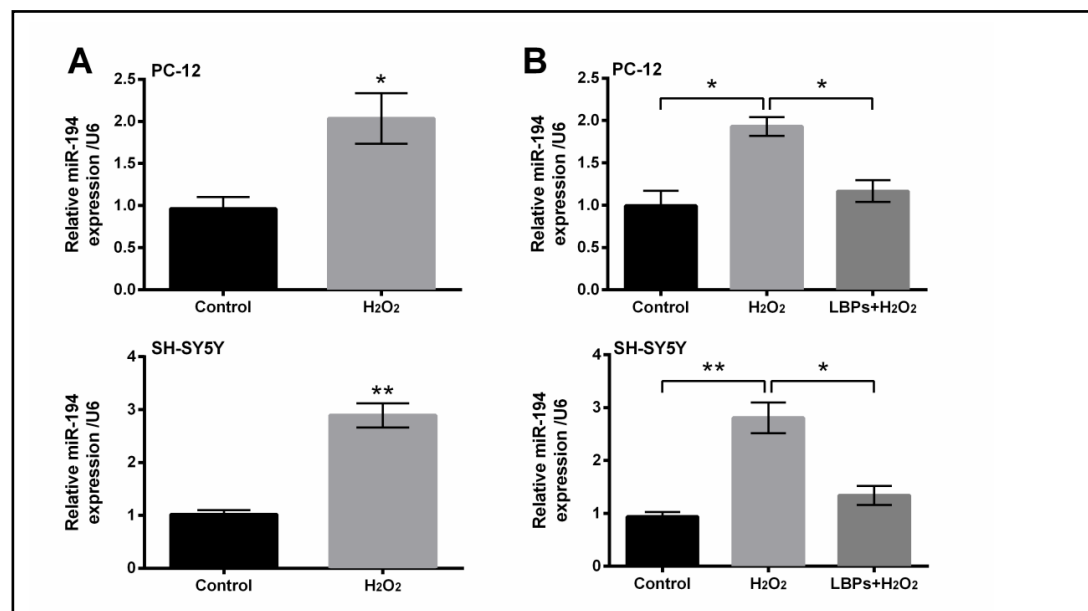 A
PC-12
Relative miR-194
expression /U6
2.5
2.0
1.5
1.0
0.5
0.0
*
Control
H2O2
B
PC-12
Relative miR-194
expression /U6
2.5
2.0
1.5
1.0
0.5
0.0
* *
Control
H2O2
LBPs+H2O2
SH-SY5Y
Relative miR-194
expression /U6
4
3
2
1
0
**
Control
H2O2
SH-SY5Y
Relative miR-194
expression /U6
4
3
2
1
0
** *
Control
H2O2
LBPs+H2O2